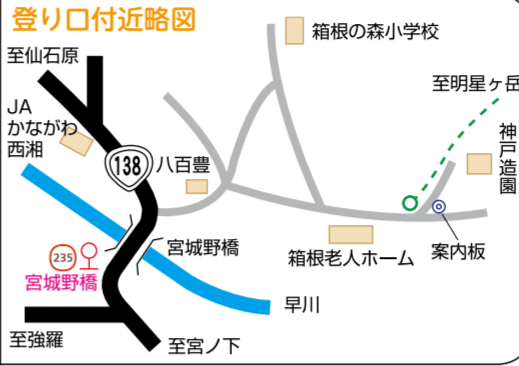 登り口付近略図
至仙石原
JA
かながわ
西湘
138
八百豊
箱根の森小学校
至明星ヶ岳
神戸造園
箱根老人ホーム
案内板
235
宮城野橋
宮城野橋
早川
至強羅
至宮ノ下